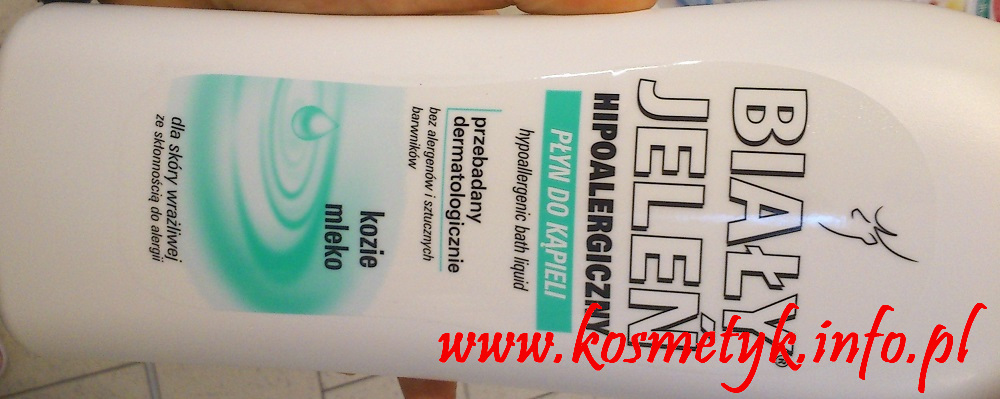 BIAŁY
JELEŃ®
HIPOALERGICZNY
PŁYN DO KĄPIELI
hypoallergenic bath liquid
przebadany
dermatologicznie
bez alergenów i sztucznych
barwników
kozie
mleko
dla skóry wrażliwej
ze skłonnością do alergii
www.kosmetyk.info.pl